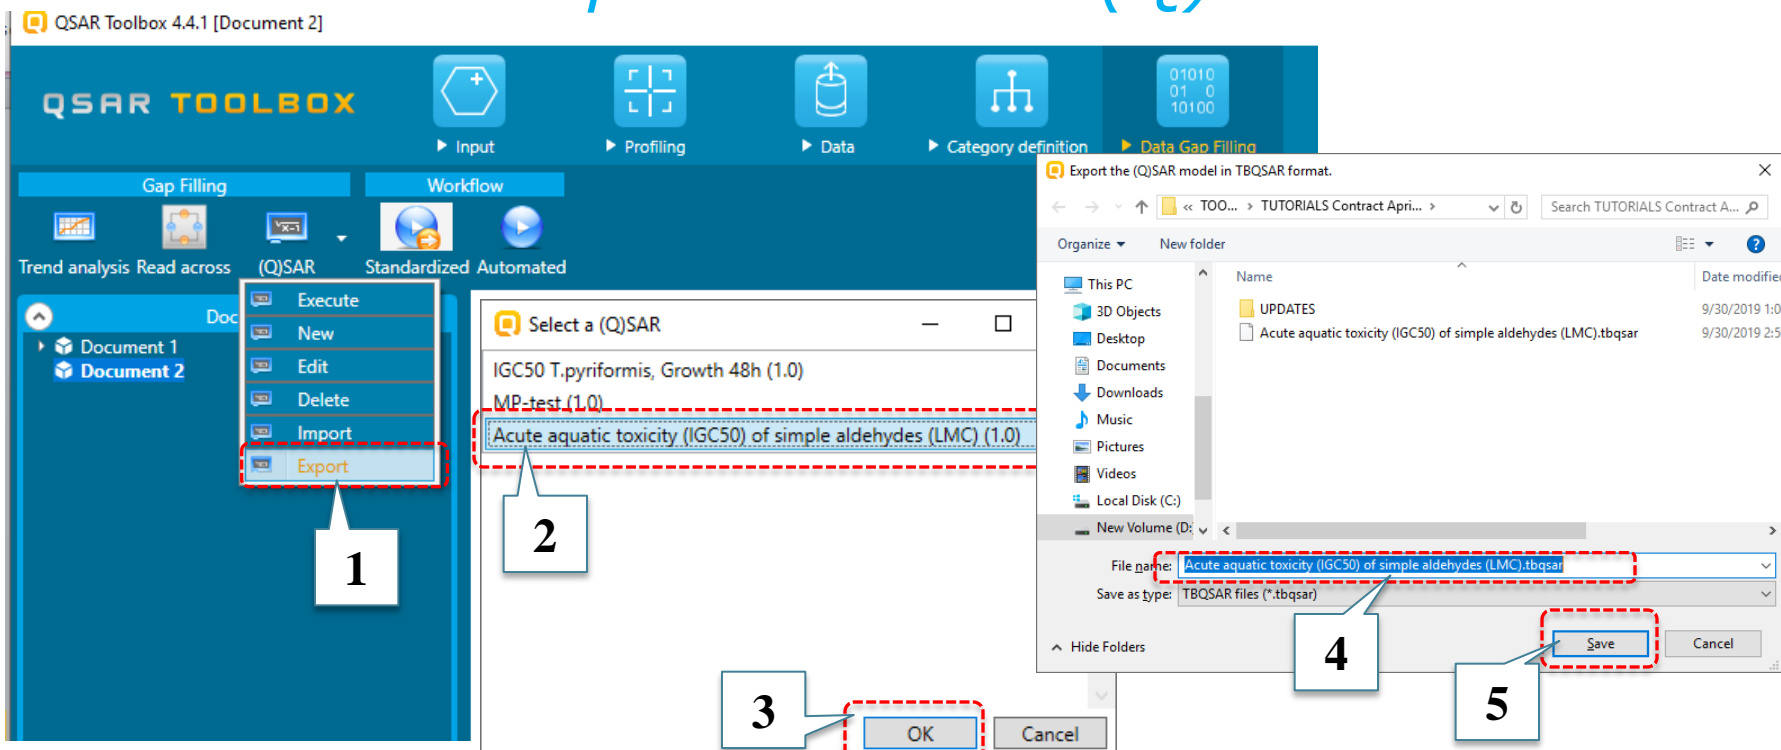 QSAR Toolbox 4.4.1 [Document 2]
QSAR TOOLBOX
01010
01 0
10100
Input
Profiling
Data
Category definition
Data Gap Filling
Gap Filling
Workflow
Trend analysis
Read across
(Q)SAR
Standardized
Automated
Doc
Document 1
Document 2
Execute
New
Edit
Delete
Import
Export
1
Select a (Q)SAR
IGC50 T.pyriformis, Growth 48h (1.0)
MP-test (1.0)
Acute aquatic toxicity (IGC50) of simple aldehydes (LMC) (1.0)
2
3
OK
Cancel
Export the (Q)SAR model in TBQSAR format.
« TOO... › TUTORIALS Contract Apri... ›
Search TUTORIALS Contract A...
Organize
New folder
This PC
3D Objects
Desktop
Documents
Downloads
Music
Pictures
Videos
Local Disk (C:)
New Volume (D:
Name
Date modified
UPDATES
9/30/2019 1:0
Acute aquatic toxicity (IGC50) of simple aldehydes (LMC).tbqsar
9/30/2019 2:5
File name:
Acute aquatic toxicity (IGC50) of simple aldehydes (LMC).tbqsar
Save as type:
TBQSAR files (*.tbqsar)
Hide Folders
4
Save
Cancel
5